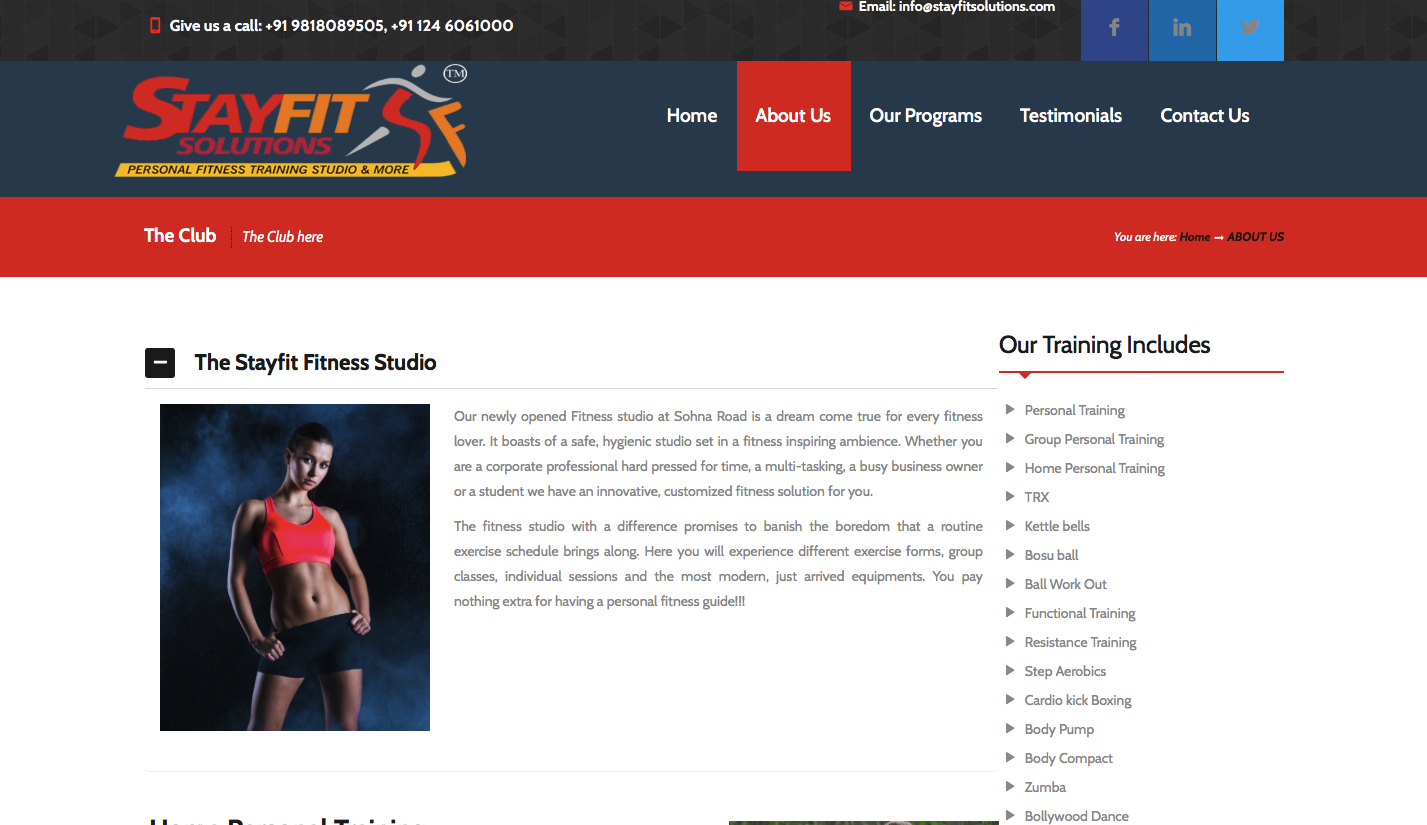 Give us a call: +91 9818089505, +91 124 6061000
Email: info@stayfitsolutions.com
STAYFIT
SOLUTIONS
TM
PERSONAL FITNESS TRAINING STUDIO & MORE
Home
About Us
Our Programs
Testimonials
Contact Us
The Club
The Club here
You are here: Home → ABOUT US
The Stayfit Fitness Studio
Our newly opened Fitness studio at Sohna Road is a dream come true for every fitness
lover. It boasts of a safe, hygienic studio set in a fitness inspiring ambience. Whether you
are a corporate professional hard pressed for time, a multi-tasking, a busy business owner
or a student we have an innovative, customized fitness solution for you.
The fitness studio with a difference promises to banish the boredom that a routine
exercise schedule brings along. Here you will experience different exercise forms, group
classes, individual sessions and the most modern, just arrived equipments. You pay
nothing extra for having a personal fitness guide!!!
Our Training Includes
Personal Training
Group Personal Training
Home Personal Training
TRX
Kettle bells
Bosu ball
Ball Work Out
Functional Training
Resistance Training
Step Aerobics
Cardio kick Boxing
Body Pump
Body Compact
Zumba
Bollywood Dance
Home Personal Training